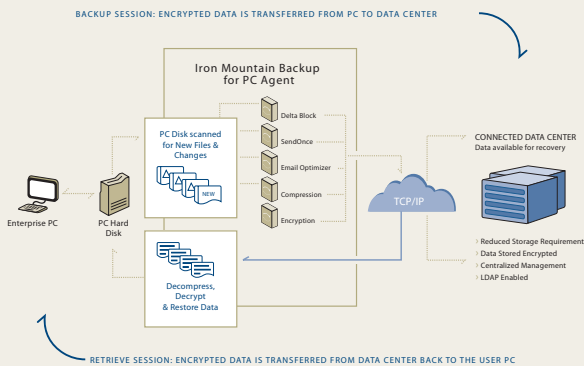 BACKUP SESSION: ENCRYPTED DATA IS TRANSFERRED FROM PC TO DATA CENTER
Iron Mountain Backup
for PC Agent
PC Disk scanned
for New Files &
Changes
NEW
Delta Block
SendOnce
Email Optimizer
Compression
Encryption
Enterprise PC
PC Hard
Disk
TCP/IP
CONNECTED DATA CENTER
Data available for recovery
Reduced Storage Requirement
Data Stored Encrypted
Centralized Management
LDAP Enabled
Decompress,
Decrypt
& Restore Data
RETRIEVE SESSION: ENCRYPTED DATA IS TRANSFERRED FROM DATA CENTER BACK TO THE USER PC